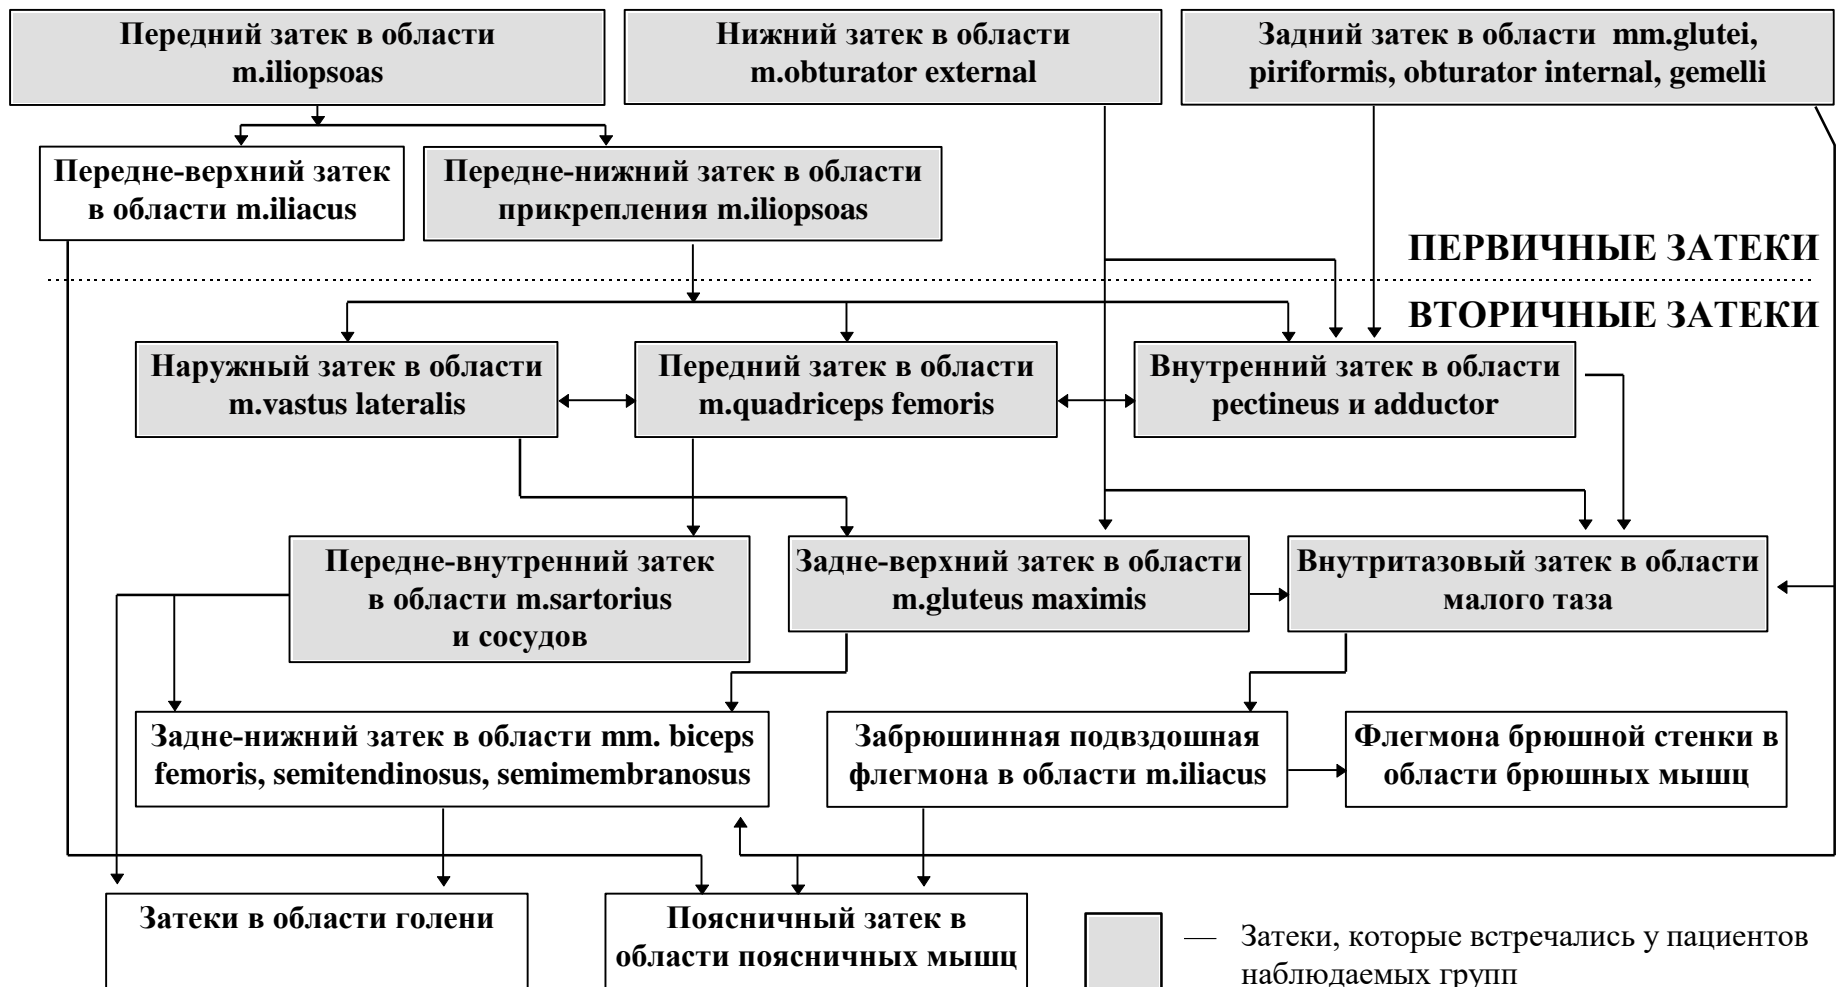 Передний затек в области
m.iliopsoas
Нижний затек в области
m.obturator external
Задний затек в области mm.glutei,
piriformis, obturator internal, gemelli
Передне-верхний затек
в области m.iliacus
Передне-нижний затек в области
прикрепления m.iliopsoas
ПЕРВИЧНЫЕ ЗАТЕКИ
ВТОРИЧНЫЕ ЗАТЕКИ
Наружный затек в области
m.vastus lateralis
Передний затек в области
m.quadriceps femoris
Внутренний затек в области
pectineus и adductor
Передне-внутренний затек
в области m.sartorius
и сосудов
Задне-верхний затек в области
m.gluteus maximis
Внутритазовый затек в области
малого таза
Задне-нижний затек в области mm. biceps
femoris, semitendinosus, semimembranosus
Забрюшинная подвздошная
флегмона в области m.iliacus
Флегмона брюшной стенки в
области брюшных мышц
Затеки в области голени
Поясничный затек в
области поясничных мышц
— Затеки, которые встречались у пациентов
наблюдаемых групп